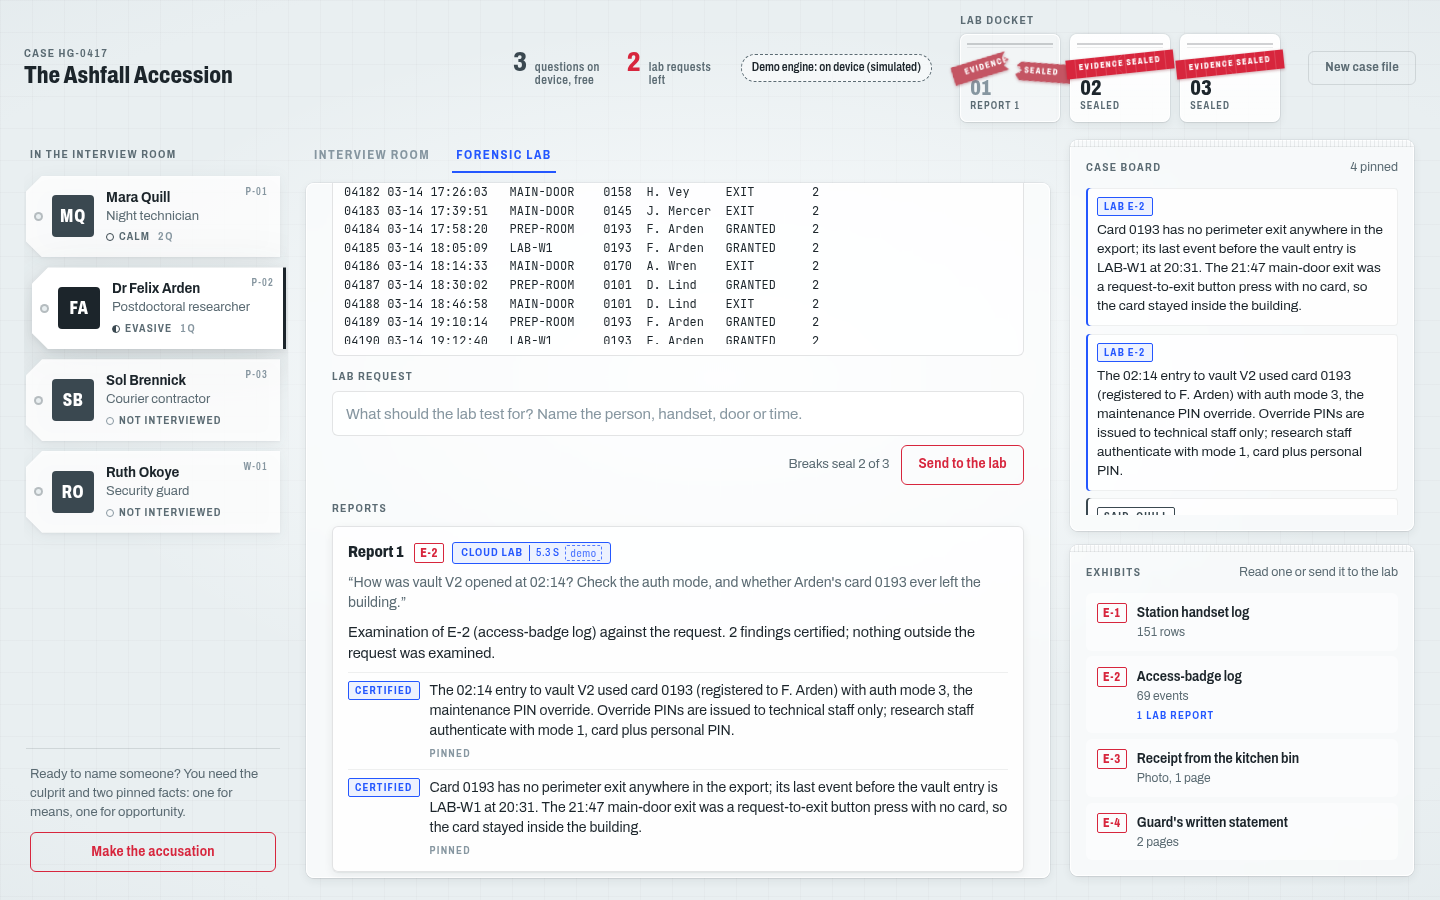 CASE HG-0417
The Ashfall Accession
3 questions on device, free
2 lab requests left
Demo engine: on device (simulated)
LAB DOCKET
EVIDENCE SEALED
01
REPORT 1
EVIDENCE SEALED
02
SEALED
EVIDENCE SEALED
03
SEALED
New case file
IN THE INTERVIEW ROOM
MQ
Mara Quill
P-01
Night technician
CALM 2Q
FA
Dr Felix Arden
P-02
Postdoctoral researcher
EVASIVE 1Q
SB
Sol Brennick
P-03
Courier contractor
NOT INTERVIEWED
RO
Ruth Okoye
W-01
Security guard
NOT INTERVIEWED
Ready to name someone? You need the
culprit and two pinned facts: one for
means, one for opportunity.
Make the accusation
INTERVIEW ROOM
FORENSIC LAB
04182 03-14 17:26:03 MAIN-DOOR 0158 H. Vey EXIT 2
04183 03-14 17:39:51 MAIN-DOOR 0145 J. Mercer EXIT 2
04184 03-14 17:58:20 PREP-ROOM 0193 F. Arden GRANTED 2
04185 03-14 18:05:09 LAB-W1 0193 F. Arden GRANTED 2
04186 03-14 18:14:33 MAIN-DOOR 0170 A. Wren EXIT 2
04187 03-14 18:30:02 PREP-ROOM 0101 D. Lind GRANTED 2
04188 03-14 18:46:58 MAIN-DOOR 0101 D. Lind EXIT 2
04189 03-14 19:10:14 PREP-ROOM 0193 F. Arden GRANTED 2
04190 03-14 19:12:40 LAB-W1 0193 F. Arden GRANTED 2
LAB REQUEST
What should the lab test for? Name the person, handset, door or time.
Breaks seal 2 of 3
Send to the lab
REPORTS
Report 1 E-2 CLOUD LAB 5.3 S demo
“How was vault V2 opened at 02:14? Check the auth mode, and whether Arden's card 0193 ever left the
building.”
Examination of E-2 (access-badge log) against the request. 2 findings certified; nothing outside the
request was examined.
CERTIFIED
The 02:14 entry to vault V2 used card 0193 (registered to F. Arden) with auth mode 3, the
maintenance PIN override. Override PINs are issued to technical staff only; research staff
authenticate with mode 1, card plus personal PIN.
PINNED
CERTIFIED
Card 0193 has no perimeter exit anywhere in the export; its last event before the vault entry is
LAB-W1 at 20:31. The 21:47 main-door exit was a request-to-exit button press with no card, so
the card stayed inside the building.
PINNED
CASE BOARD
4 pinned
LAB E-2
Card 0193 has no perimeter exit anywhere in the
export; its last event before the vault entry is
LAB-W1 at 20:31. The 21:47 main-door exit was
a request-to-exit button press with no card, so
the card stayed inside the building.
LAB E-2
The 02:14 entry to vault V2 used card 0193
(registered to F. Arden) with auth mode 3, the
maintenance PIN override. Override PINs are
issued to technical staff only; research staff
authenticate with mode 1, card plus personal
PIN.
SAID, QUILL
EXHIBITS
Read one or send it to the lab
E-1
Station handset log
151 rows
E-2
Access-badge log
69 events
1 LAB REPORT
E-3
Receipt from the kitchen bin
Photo, 1 page
E-4
Guard's written statement
2 pages